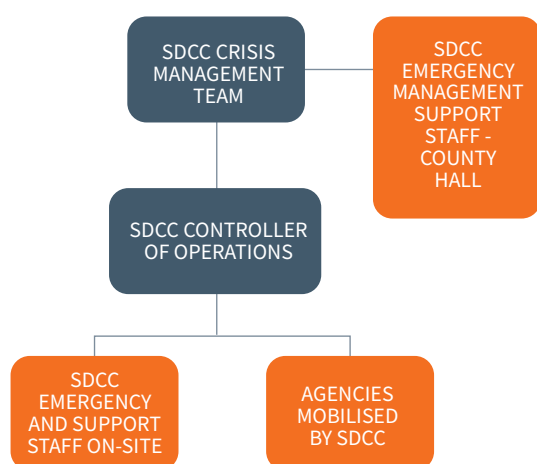 SDCC CRISIS
MANAGEMENT
TEAM
SDCC
EMERGENCY
MANAGEMENT
SUPPORT
STAFF -
COUNTY
HALL
SDCC CONTROLLER
OF OPERATIONS
SDCC
EMERGENCY
AND SUPPORT
STAFF ON-SITE
AGENCIES
MOBILISED
BY SDCC